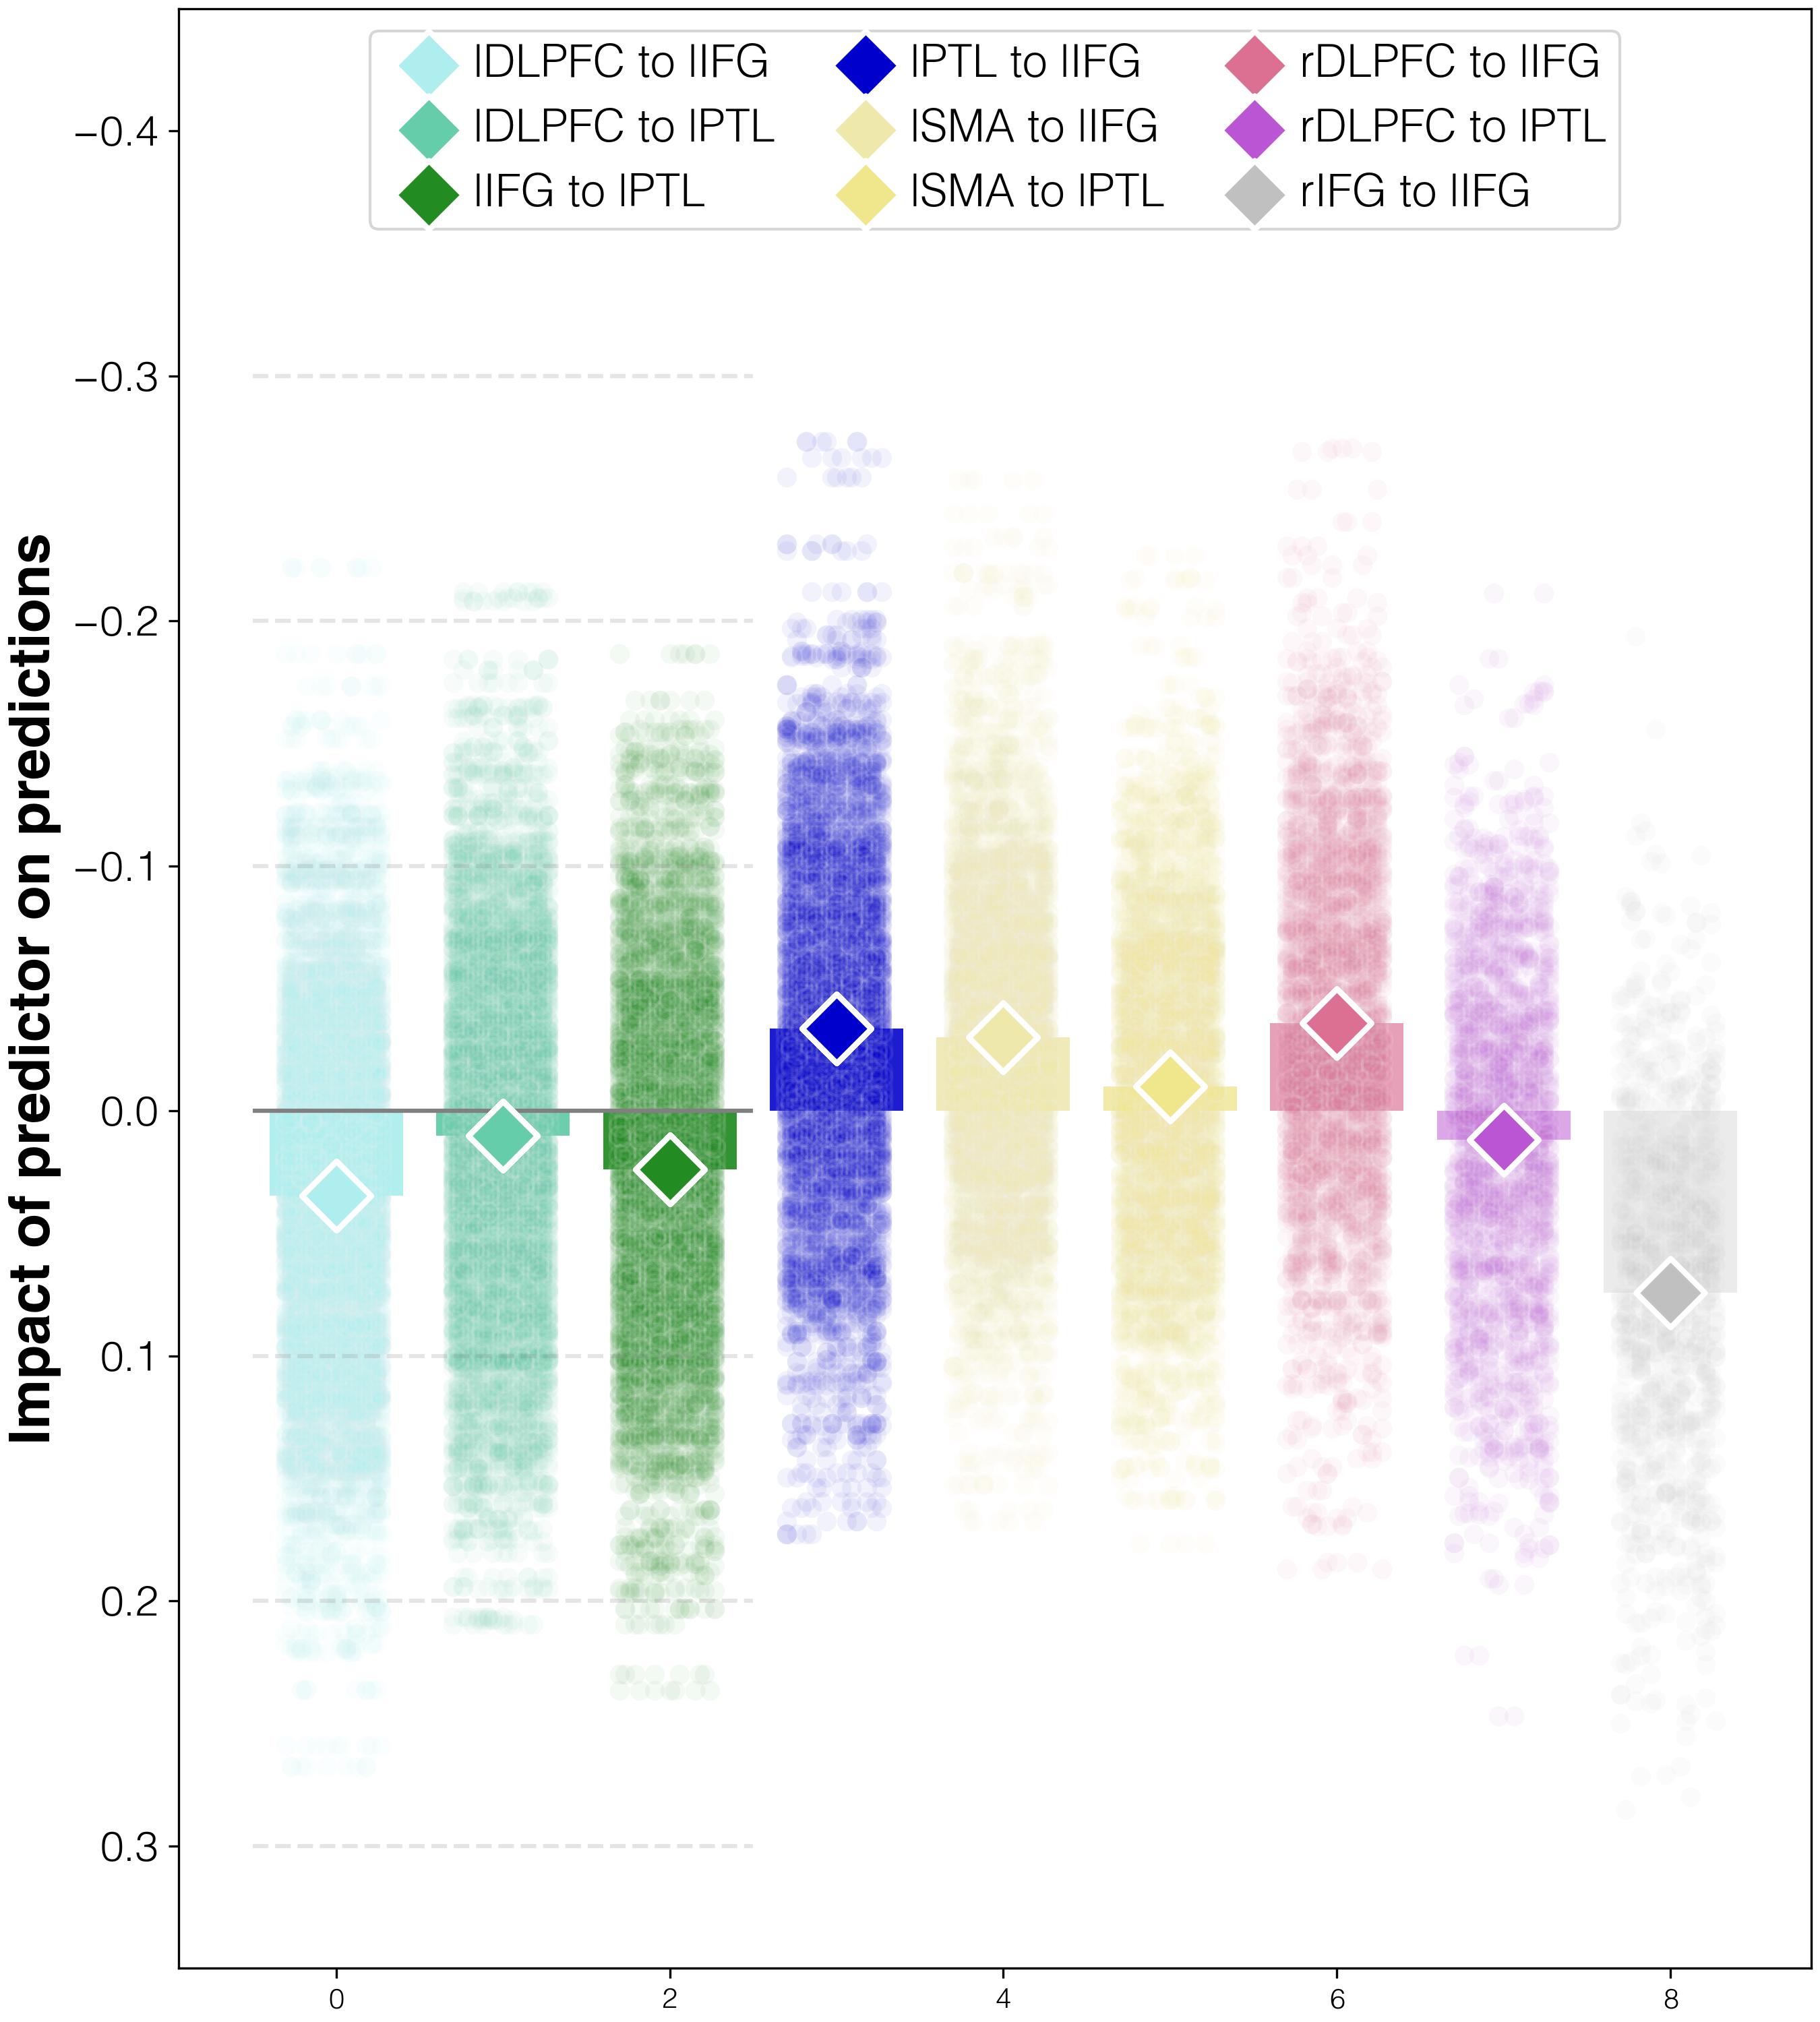 lDLPFC to lIFG
lDLPFC to lPTL
lIFG to lPTL
lPTL to lIFG
lSMA to lIFG
lSMA to lPTL
rDLPFC to lIFG
rDLPFC to lPTL
rIFG to lIFG
Impact of predictor on predictions
−0.4
−0.3
−0.2
−0.1
0.0
0.1
0.2
0.3
0 2 4 6 8